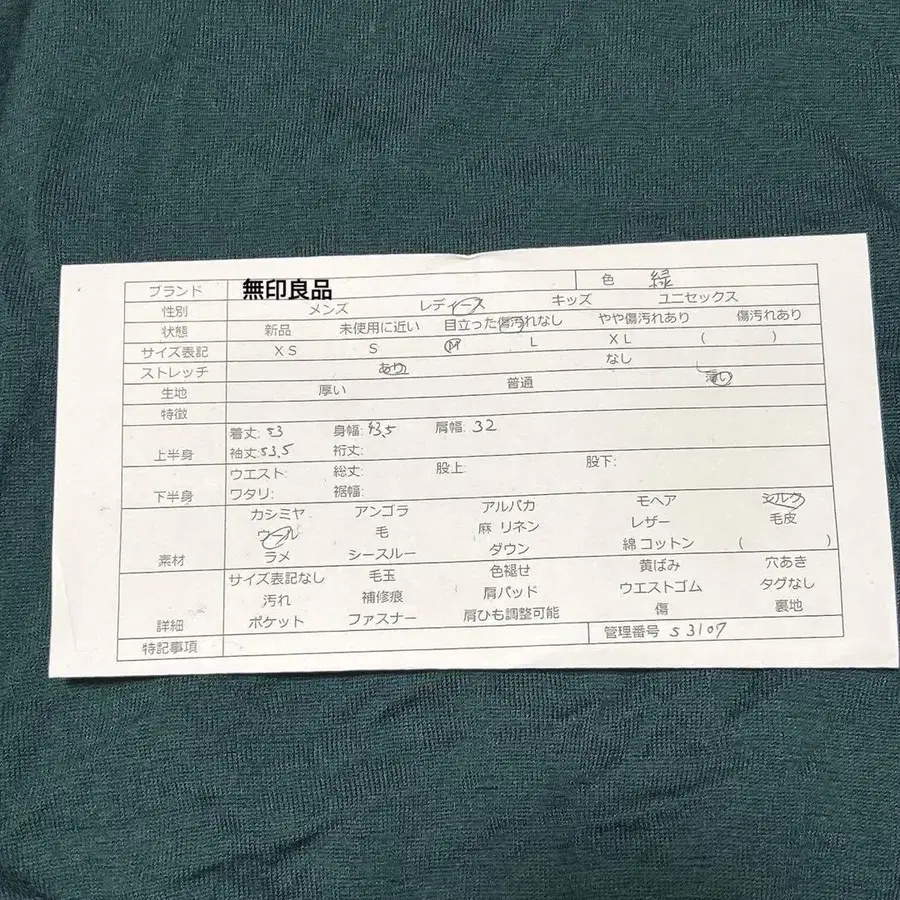 ブランド 無印良品 色 緑
性別 メンズ レディース キッズ ユニセックス
状態 新品 未使用に近い 目立った傷汚れなし やや傷汚れあり 傷汚れあり
サイズ表記 XS S M L XL ( )
ストレッチ あり なし
生地 厚い 普通 薄い
特徴
上半身 着丈: 53 身幅: 43.5 肩幅: 32
袖丈: 53.5 裄丈:
下半身 ウエスト: 総丈: 股上: 股下:
ワタリ: 裾幅:
素材 カシミヤ アンゴラ アルパカ モヘア シルク
ウール 毛 麻 リネン レザー 毛皮
ラメ シースルー ダウン 綿 コットン ( )
詳細 サイズ表記なし 毛玉 色褪せ 黄ばみ 穴あき
汚れ 補修痕 肩パッド ウエストゴム タグなし
ポケット ファスナー 肩ひも調整可能 傷 裏地
特記事項 管理番号 S3107